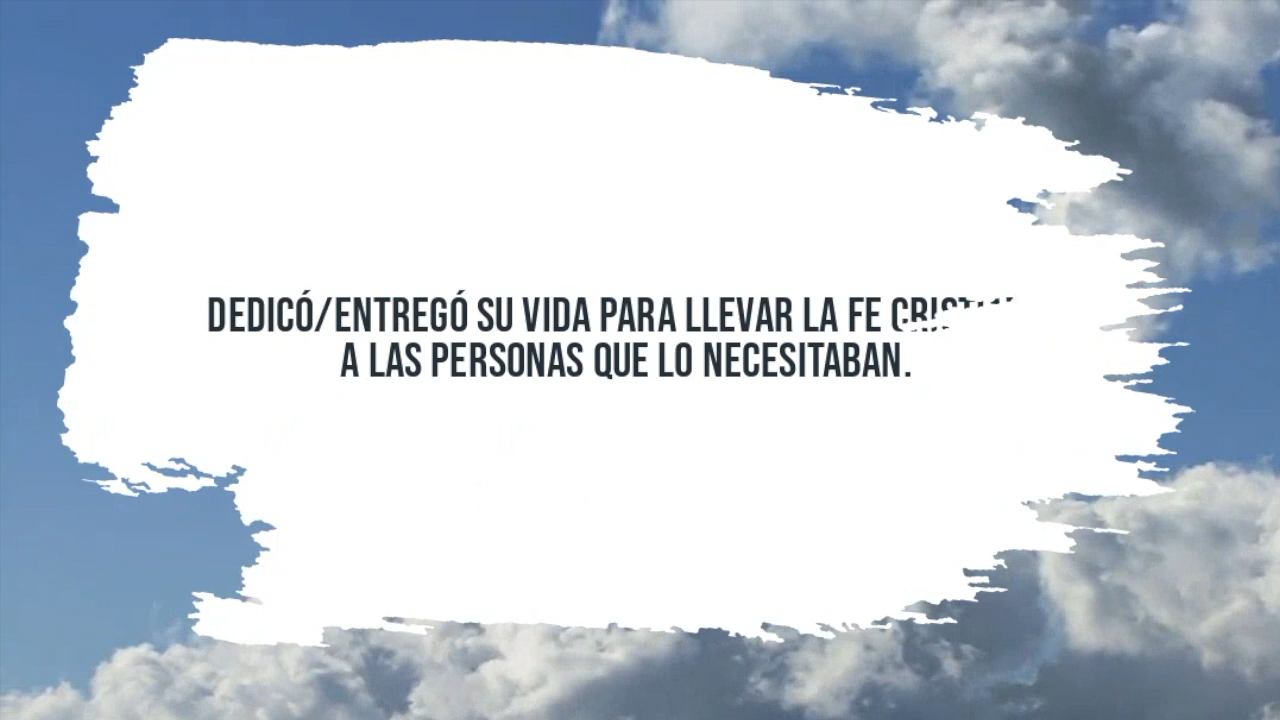 DEDICÓ/ENTREGÓ SU VIDA PARA LLEVAR LA FE
A LAS PERSONAS QUE LO NECESITABAN.